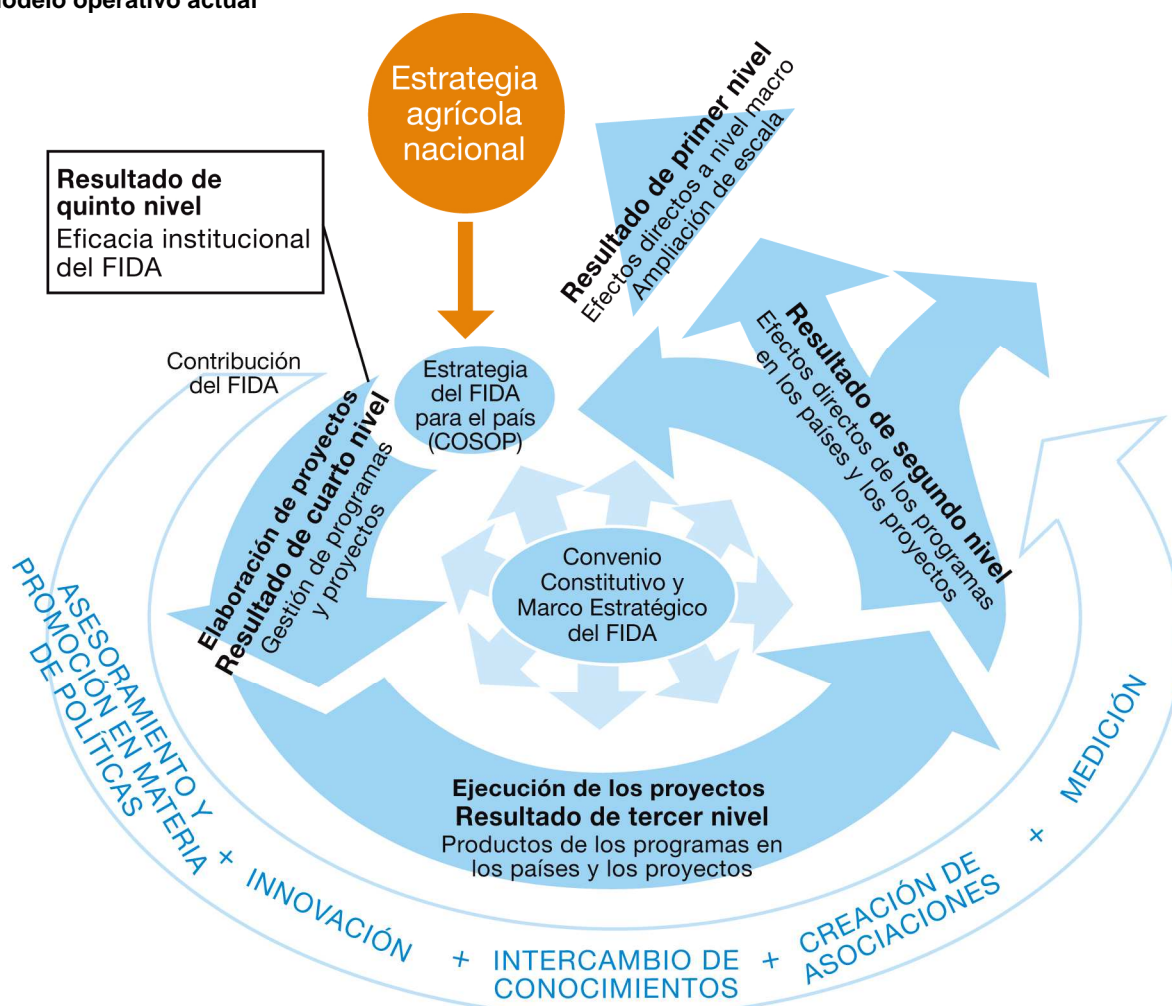 modelo operativo actual
Estrategia
agrícola
nacional
Resultado de
quinto nivel
Eficacia institucional
del FIDA
Resultado de primer nivel
Efectos directos a nivel macro
Ampliación de escala
Contribución
del FIDA
Estrategia
del FIDA
para el país
(COSOP)
Elaboración de proyectos
Resultado de cuarto nivel
Gestión de programas
y proyectos
Resultado de segundo nivel
Efectos directos de los programas
en los países y los proyectos
Convenio
Constitutivo y
Marco Estratégico
del FIDA
Ejecución de los proyectos
Resultado de tercer nivel
Productos de los programas en
los países y los proyectos
ASESORAMIENTO Y
PROMOCIÓN EN MATERIA
DE POLÍTICAS
+ INNOVACIÓN
+ INTERCAMBIO DE
CONOCIMIENTOS
+ CREACIÓN DE
ASOCIACIONES
+ MEDICIÓN